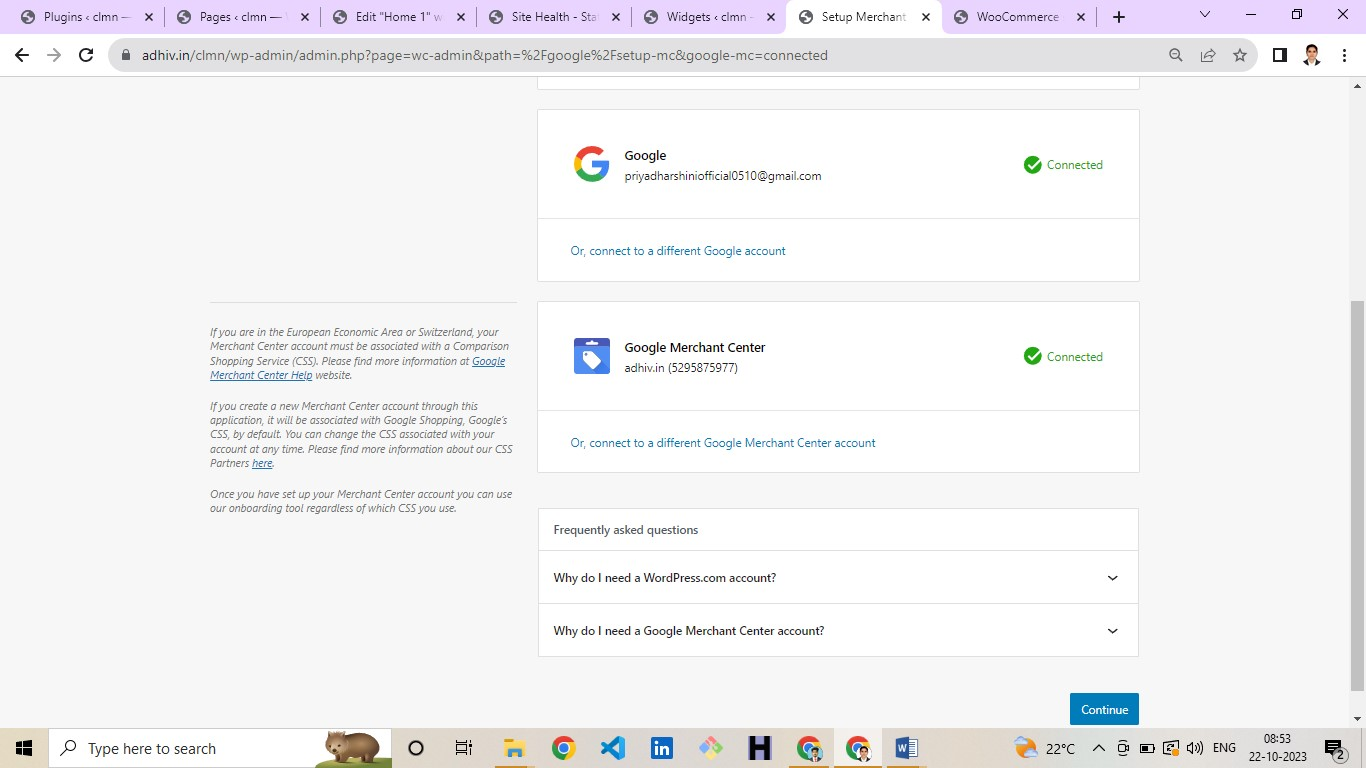 Plugins ‹ clmn —
Pages ‹ clmn —
Edit "Home 1" w
Site Health - Sta
Widgets ‹ clmn -
Setup Merchant
WooCommerce
adhiv.in/clmn/wp-admin/admin.php?page=wc-admin&path=%2Fgoogle%2Fsetup-mc&google-mc=connected
Google
priyadharshiniofficial0510@gmail.com
Connected
Or, connect to a different Google account
If you are in the European Economic Area or Switzerland, your
Merchant Center account must be associated with a Comparison
Shopping Service (CSS). Please find more information at Google
Merchant Center Help website.
If you create a new Merchant Center account through this
application, it will be associated with Google Shopping, Google's
CSS, by default. You can change the CSS associated with your
account at any time. Please find more information about our CSS
Partners here.
Once you have set up your Merchant Center account you can use
our onboarding tool regardless of which CSS you use.
Google Merchant Center
adhiv.in (5295875977)
Connected
Or, connect to a different Google Merchant Center account
Frequently asked questions
Why do I need a WordPress.com account?
Why do I need a Google Merchant Center account?
Continue
Type here to search
22°C
ENG
08:53
22-10-2023
2